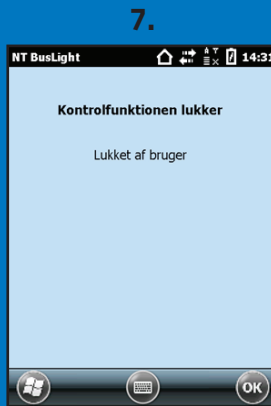 7.
NT BusLight 14:31
Kontrolfunktionen lukker
Lukket af bruger
OK